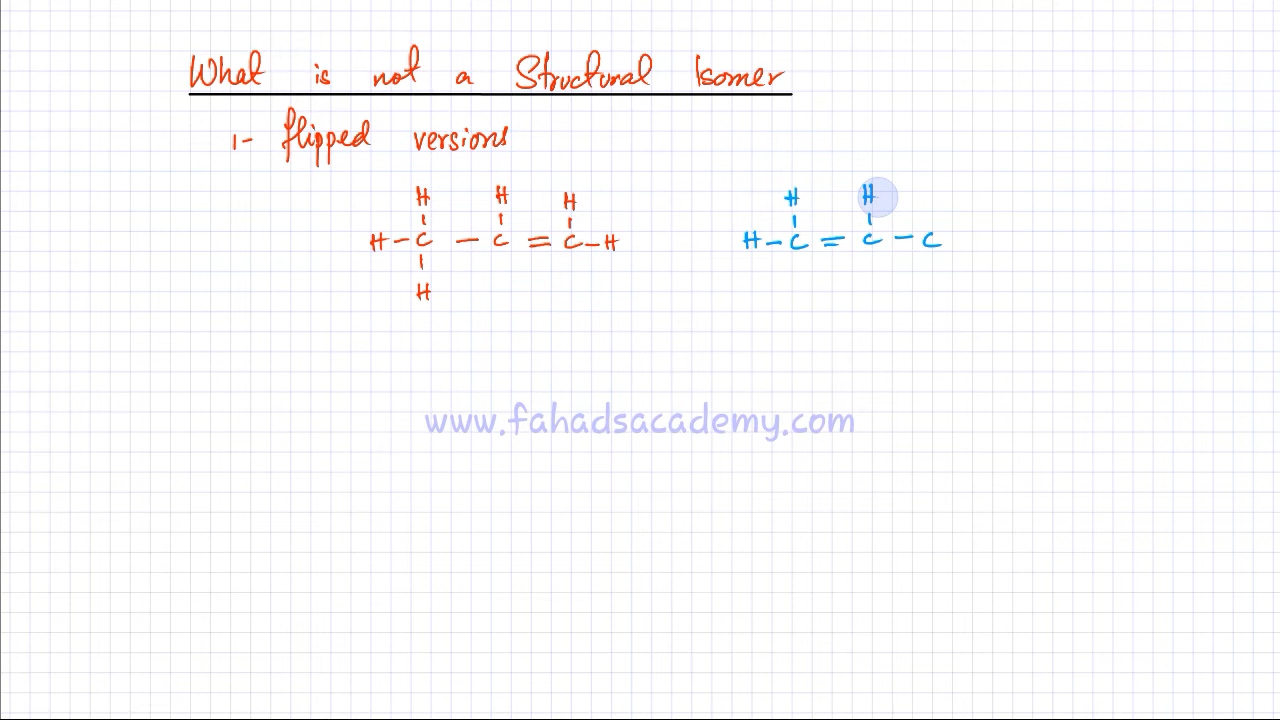 What is not a Structural Isomer
1- flipped versions
H H H H H
H - C - C = C - H H - C = C - C
H
www.fahadsacademy.com